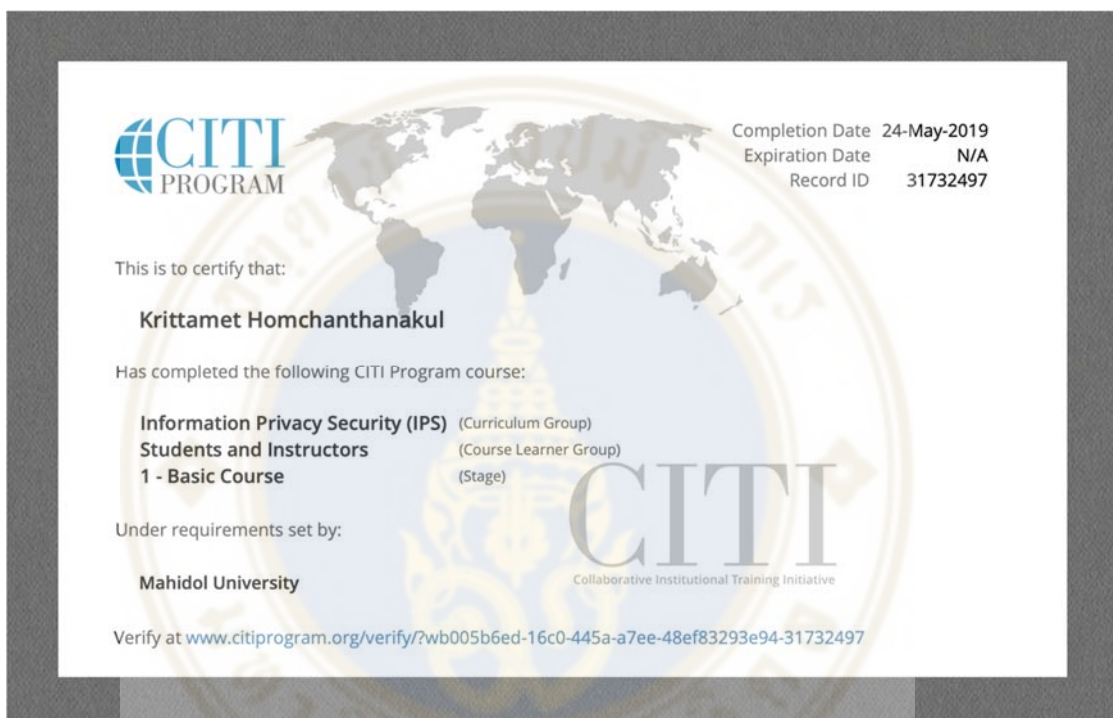 CITI
PROGRAM
Completion Date 24-May-2019
Expiration Date N/A
Record ID 31732497
This is to certify that:
Krittamet Homchanthanakul
Has completed the following CITI Program course:
Information Privacy Security (IPS) (Curriculum Group)
Students and Instructors (Course Learner Group)
1 - Basic Course (Stage)
Under requirements set by:
Mahidol University
CITI
Collaborative Institutional Training Initiative
Verify at www.citiprogram.org/verify/?wb005b6ed-16c0-445a-a7ee-48ef83293e94-31732497